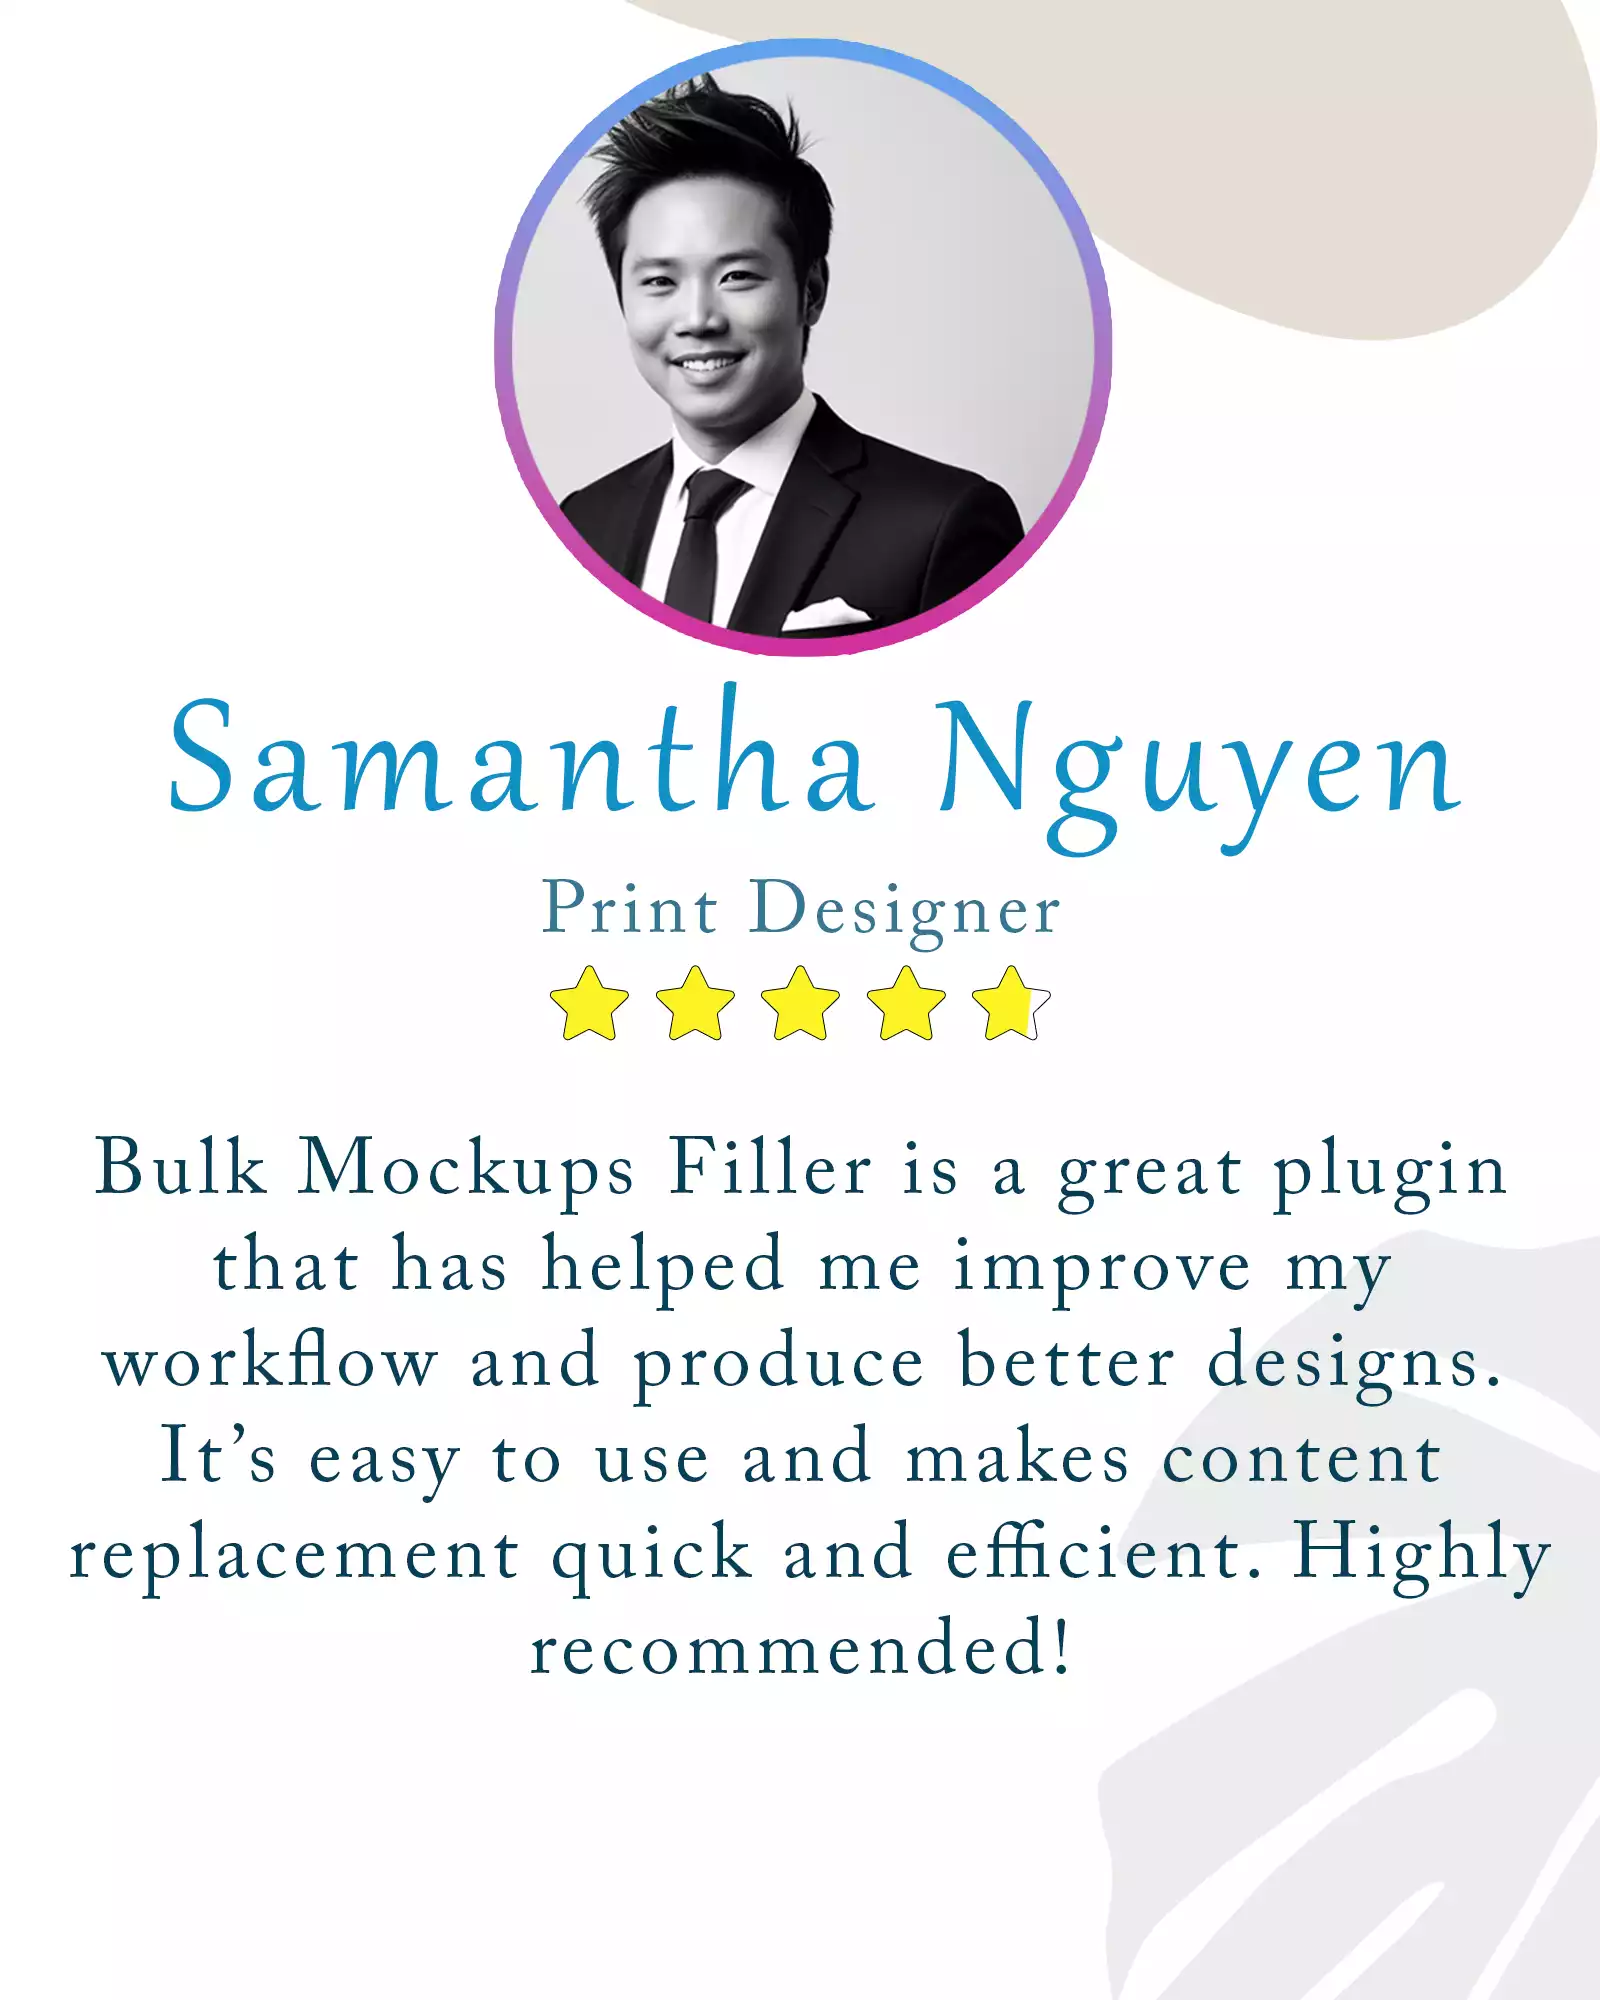 Samantha Nguyen
Print Designer
Bulk Mockups Filler is a great plugin
that has helped me improve my
workflow and produce better designs.
It’s easy to use and makes content
replacement quick and efficient. Highly
recommended!